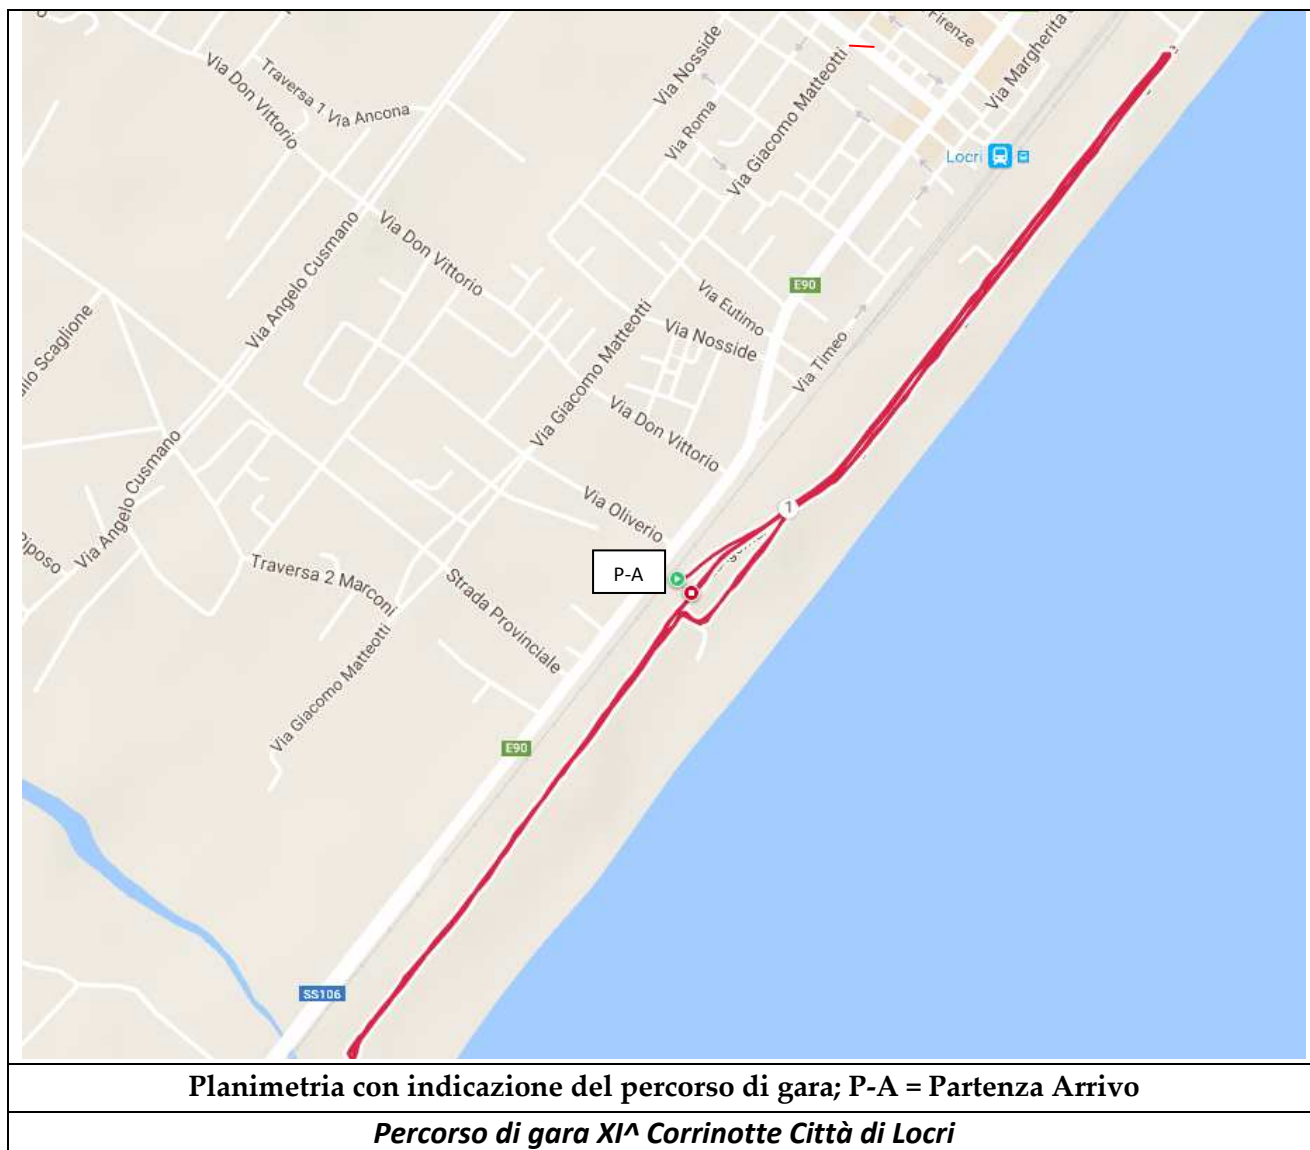 Firenze
Via Margherita
Via Nosside
Via Don Vittorio
Traversa 1 Via Ancona
Via Giacomo Matteotti
Via Roma
Locri
Via Angelo Cusmano
Via Don Vittorio
E90
Via Eutimo
Via Nosside
Via Timeo
Scaglione
Via Giacomo Matteotti
Via Don Vittorio
Via Angelo Cusmano
Via Oliverio
1
Riposo
P-A
Traversa 2 Marconi
Strada Provinciale
Via Giacomo Matteotti
E90
SS106
Planimetria con indicazione del percorso di gara; P-A = Partenza Arrivo
Percorso di gara XI^ Corrinotte Città di Locri